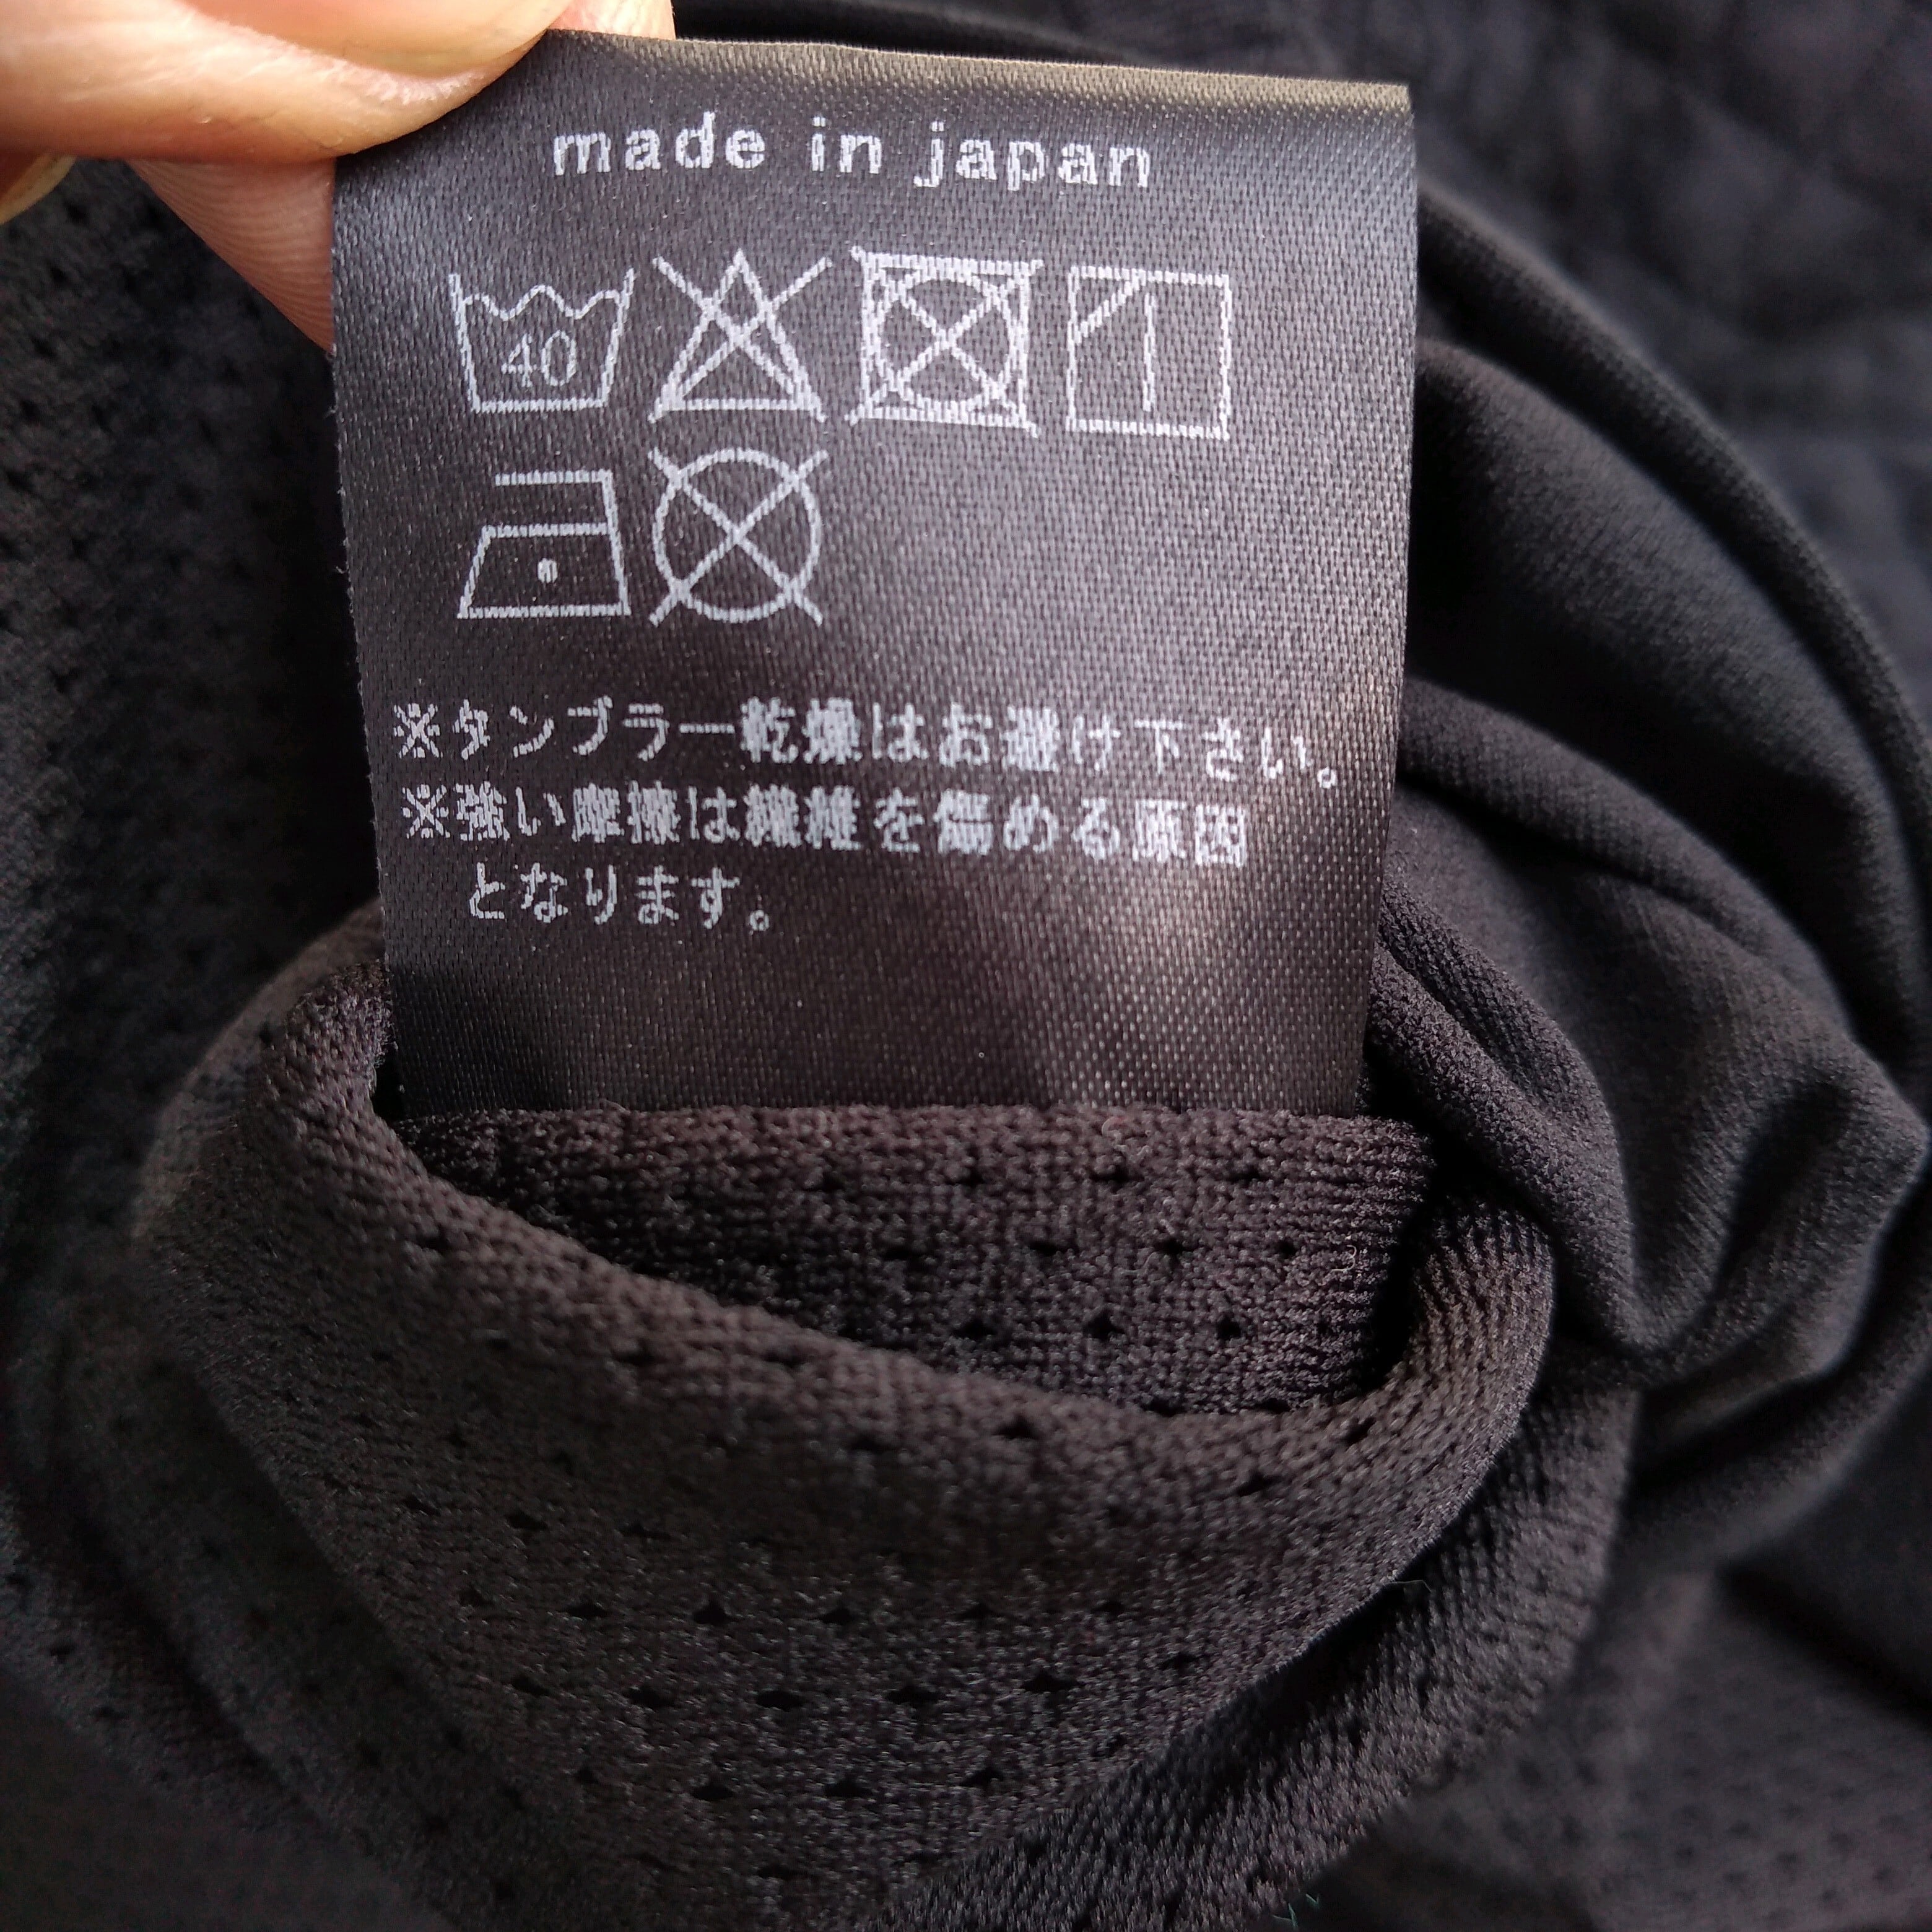 made in japan
40
※タンブラー乾燥はお避け下さい。
※強い摩擦は繊維を傷める原因
となります。